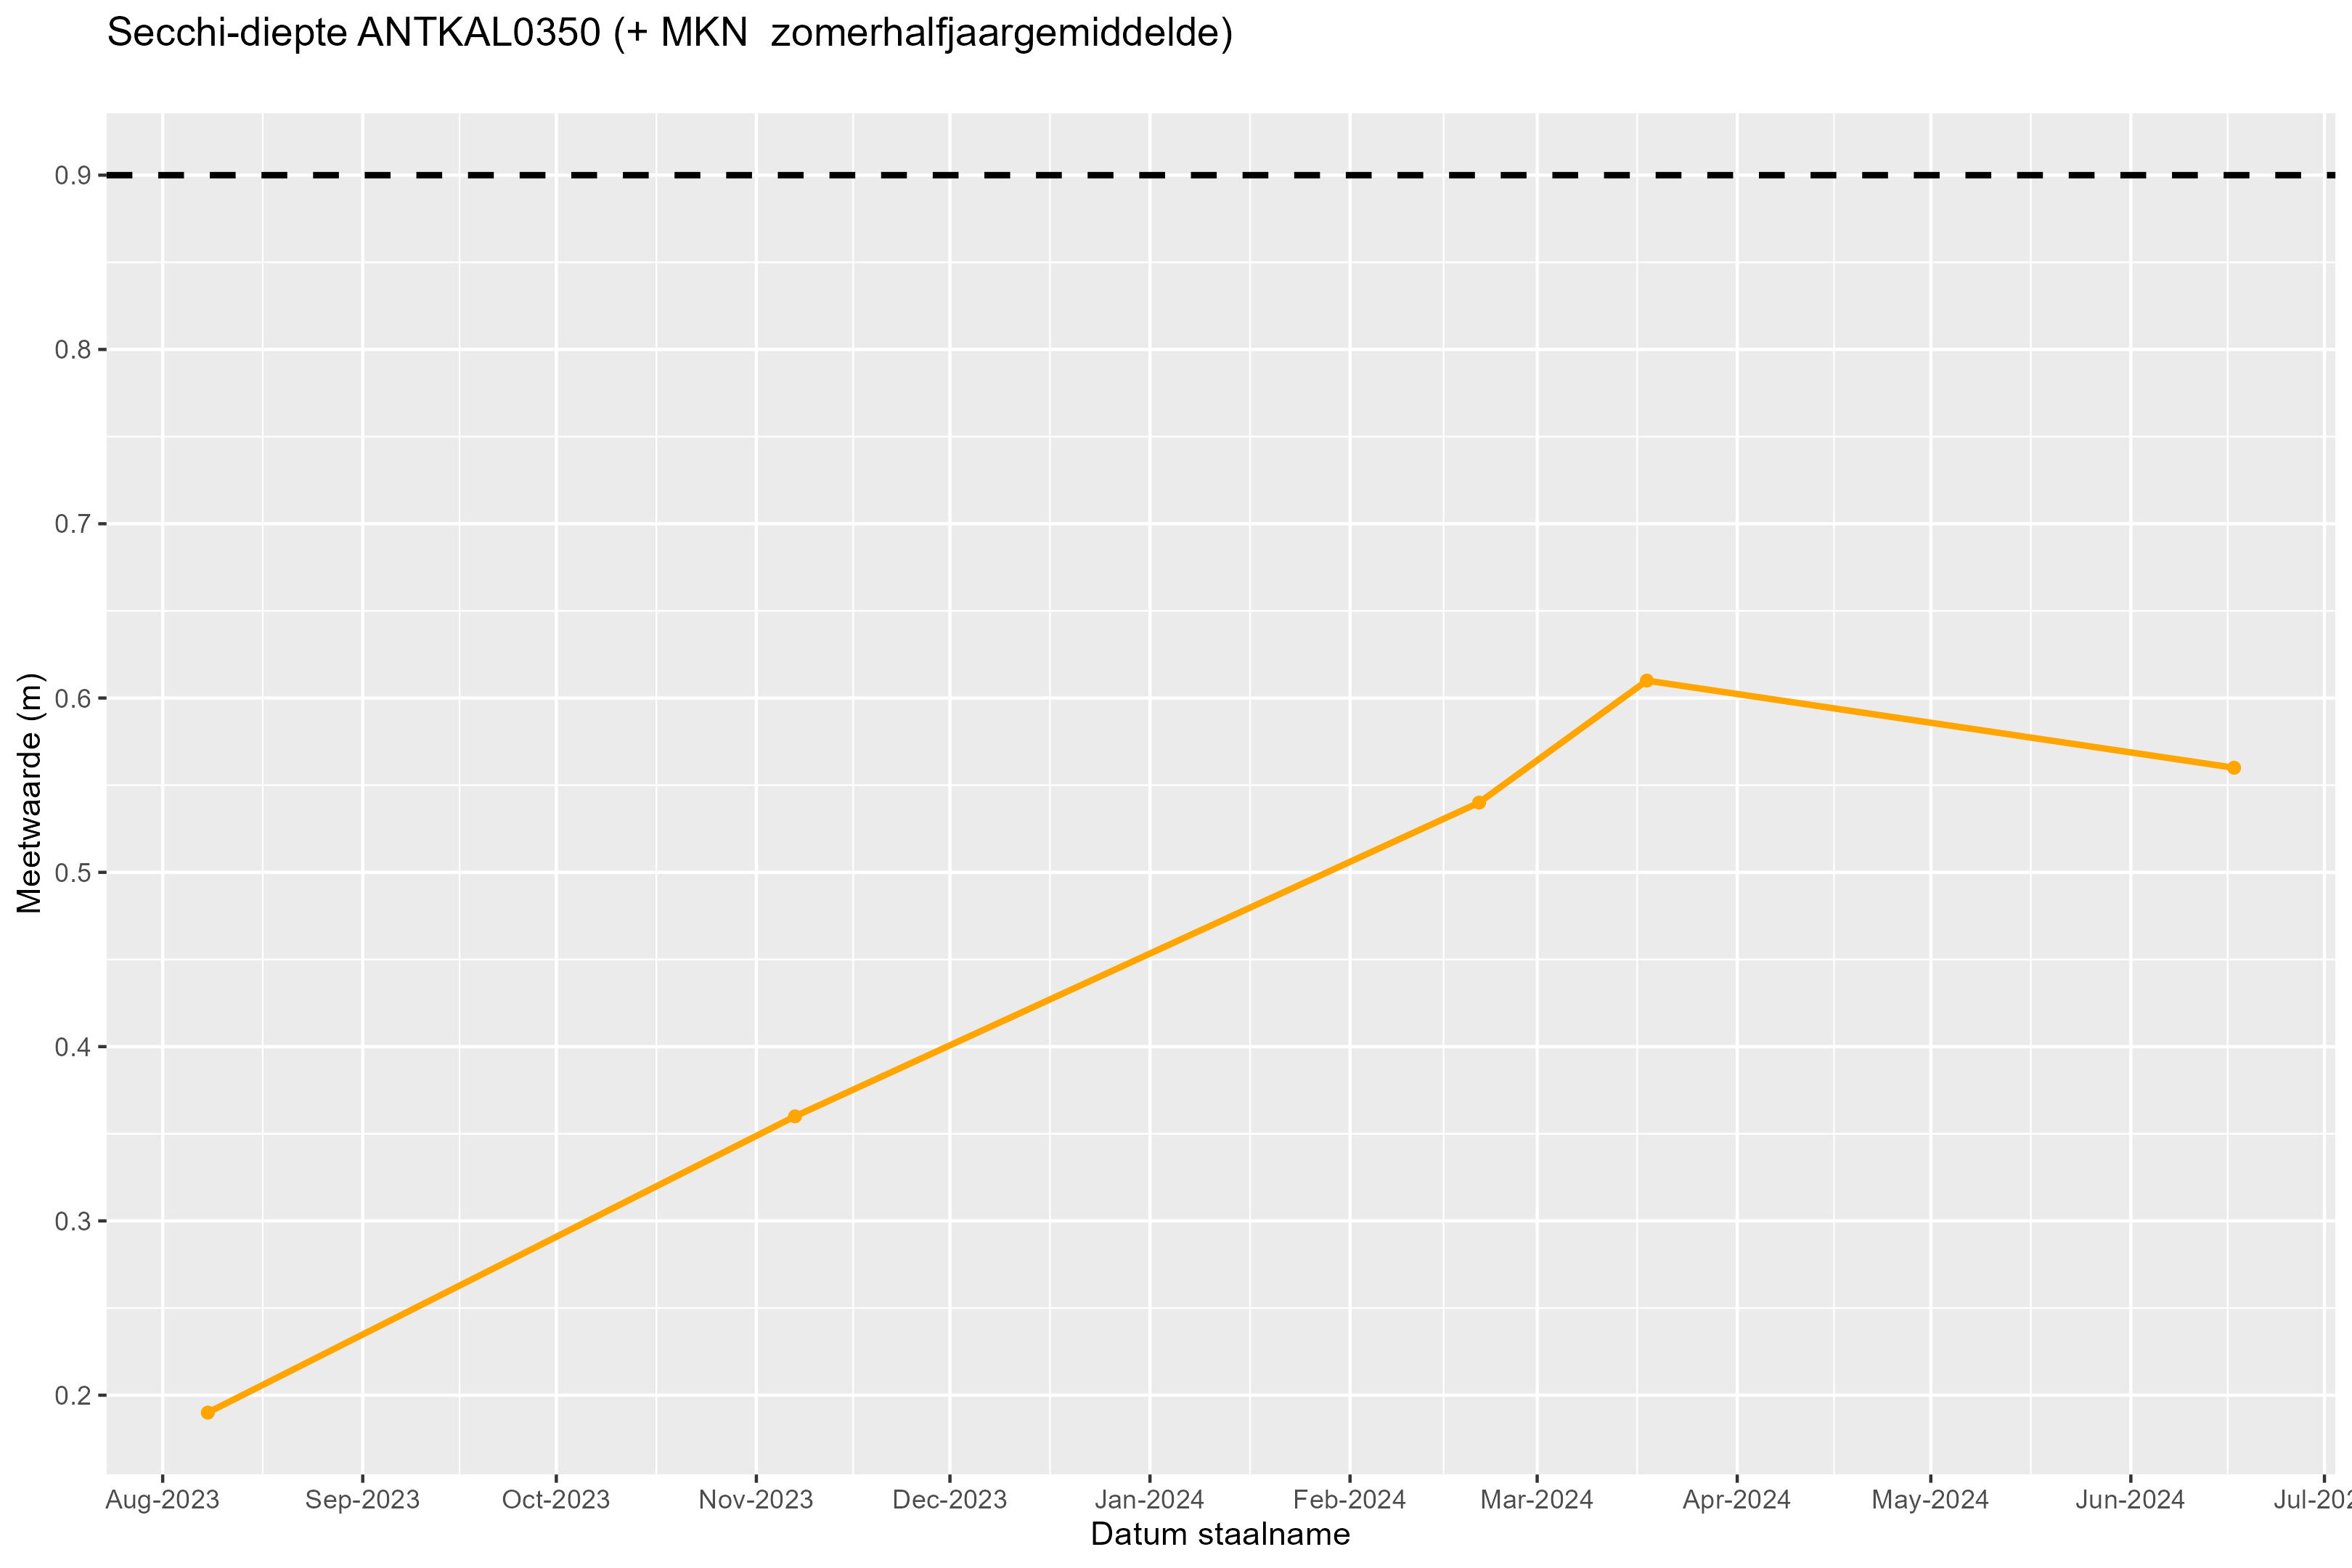 Secchi-diepte ANTKAL0350 (+ MKN  zomerhalfjaargemiddelde)
Meetwaarde (m)
0.9
0.8
0.7
0.6
0.5
0.4
0.3
0.2
Aug-2023 Sep-2023 Oct-2023 Nov-2023 Dec-2023 Jan-2024 Feb-2024 Mar-2024 Apr-2024 May-2024 Jun-2024 Jul-202
Datum staalname